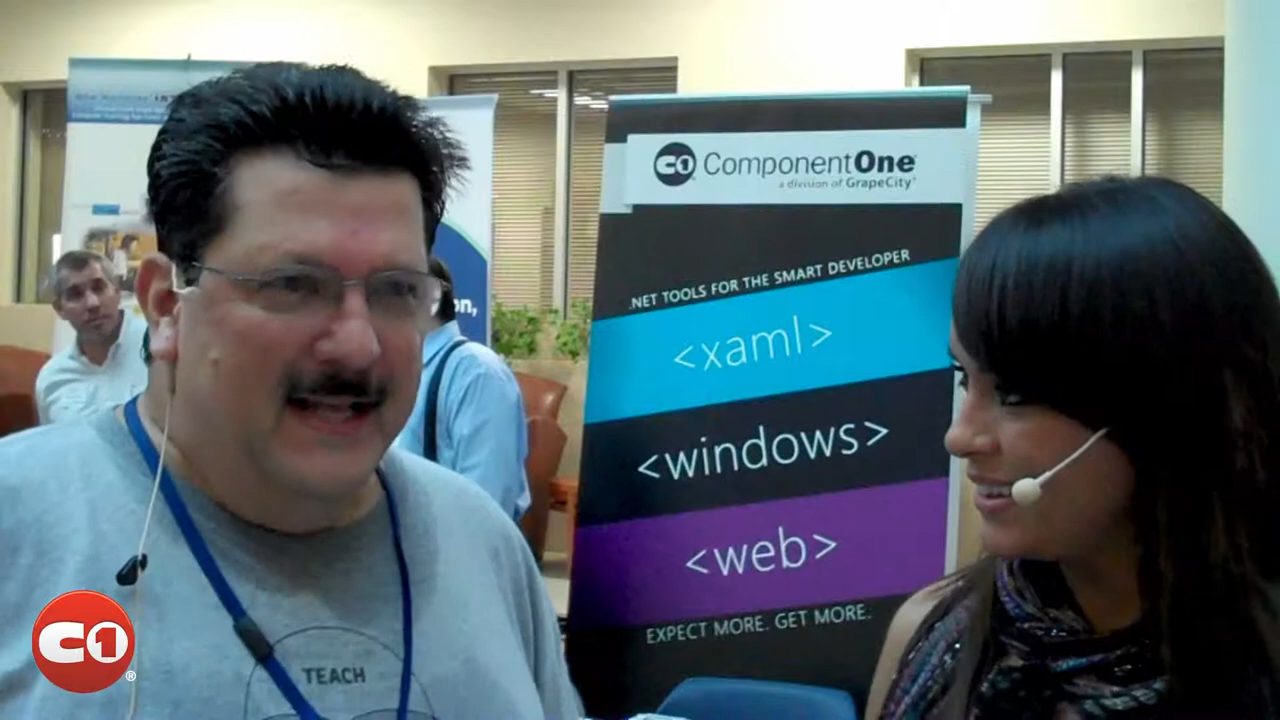 C1 ComponentOne
a division of GrapeCity
.NET TOOLS FOR THE SMART DEVELOPER
<xaml>
<windows>
<web>
EXPECT MORE. GET MORE.
on,
TEACH
C1®